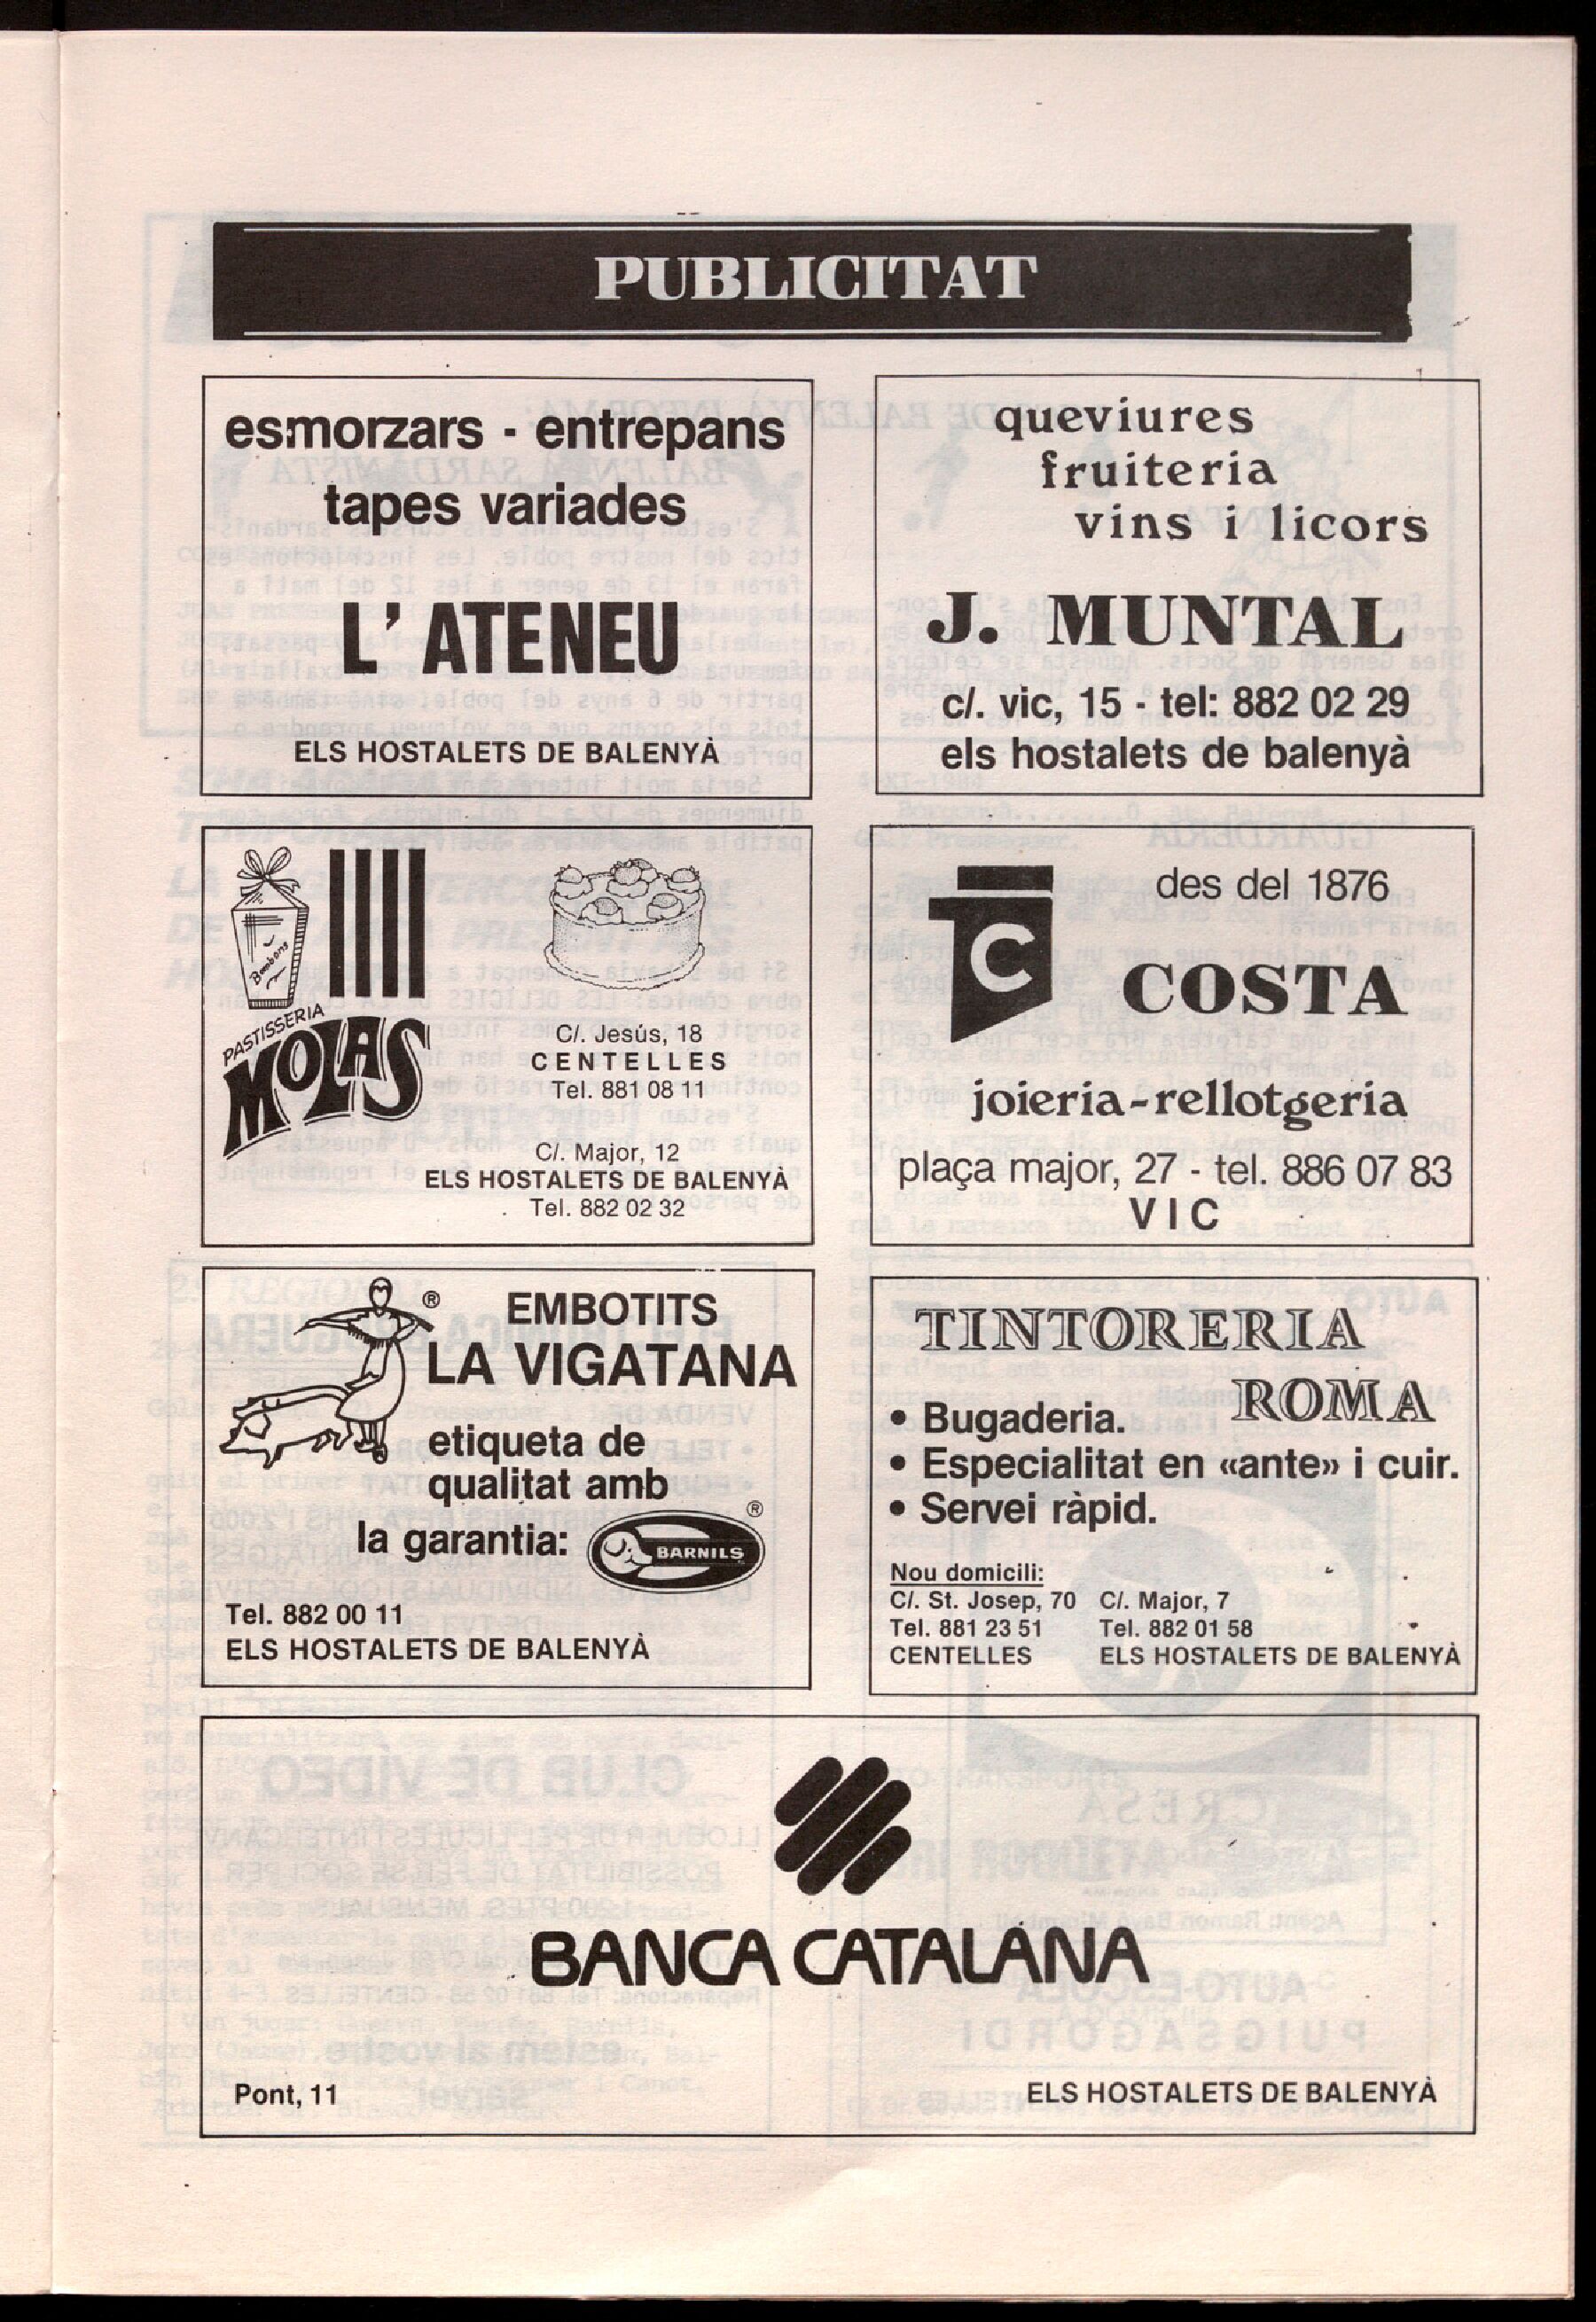 PUBLICITAT
esmorzars - entrepans
tapes variades
L'ATENEU
ELS HOSTALETS DE BALENYÀ
queviures
fruiteria
vins i licors
J. MUNTAL
c/. vic, 15 - tel: 882 02 29
els hostalets de balenyà
Bombons
PASTISSERIA
MOLAS
C/. Jesús, 18
CENTELLES
Tel. 881 08 11
C/. Major, 12
ELS HOSTALETS DE BALENYÀ
Tel. 882 02 32
des del 1876
C
COSTA
joieria-rellotgeria
plaça major, 27 - tel. 886 07 83
VIC
® EMBOTITS
LA VIGATANA
etiqueta de
qualitat amb
la garantia: BARNILS ®
Tel. 882 00 11
ELS HOSTALETS DE BALENYÀ
TINTORERIA
ROMA
• Bugaderia.
• Especialitat en «ante» i cuir.
• Servei ràpid.
Nou domicili:
C/. St. Josep, 70 C/. Major, 7
Tel. 881 23 51 Tel. 882 01 58
CENTELLES ELS HOSTALETS DE BALENYÀ
BANCA CATALANA
Pont, 11 ELS HOSTALETS DE BALENYÀ